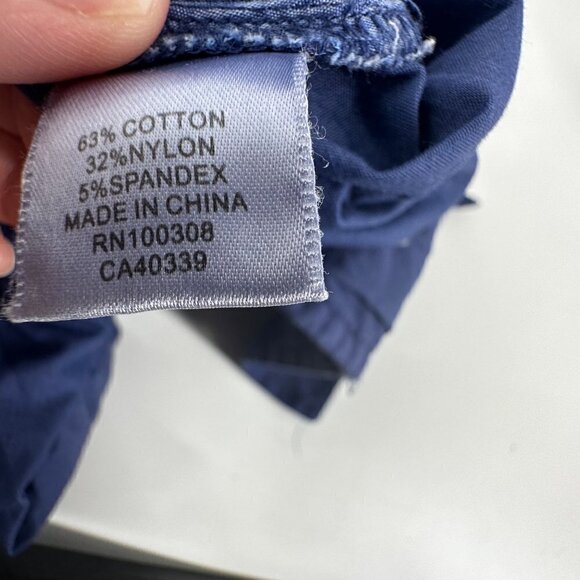 63% COTTON
32%NYLON
5%SPANDEX
MADE IN CHINA
RN100308
CA40339